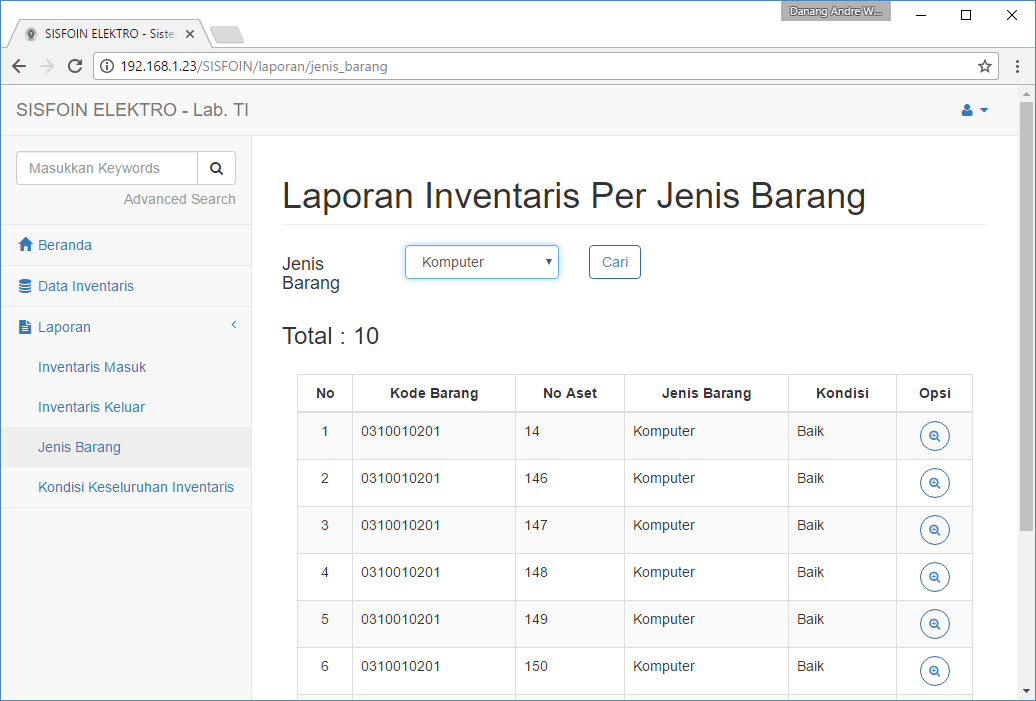 Danang Andre W...
SISFOIN ELEKTRO - Siste
192.168.1.23/SISFOIN/laporan/jenis_barang
SISFOIN ELEKTRO - Lab. TI
Masukkan Keywords
Advanced Search
Beranda
Data Inventaris
Laporan
Inventaris Masuk
Inventaris Keluar
Jenis Barang
Kondisi Keseluruhan Inventaris
Laporan Inventaris Per Jenis Barang
Jenis
Barang
Komputer
Cari
Total : 10
No Kode Barang No Aset Jenis Barang Kondisi Opsi
1 0310010201 14 Komputer Baik
2 0310010201 146 Komputer Baik
3 0310010201 147 Komputer Baik
4 0310010201 148 Komputer Baik
5 0310010201 149 Komputer Baik
6 0310010201 150 Komputer Baik